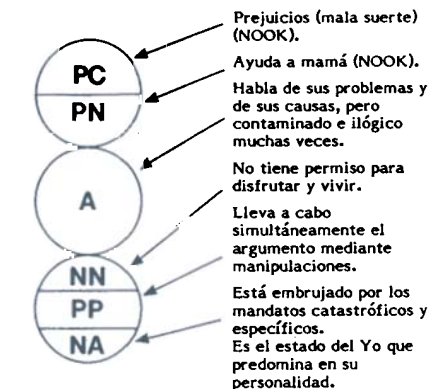 Prejuicios (mala suerte)
(NOOK).
PC
Ayuda a mamá (NOOK).
PN
Habla de sus problemas y
de sus causas, pero
contaminado e ilógico
muchas veces.
A
No tiene permiso para
disfrutar y vivir.
NN
Lleva a cabo
simultáneamente el
argumento mediante
manipulaciones.
PP
Está embrujado por los
mandatos catastróficos y
específicos.
NA
Es el estado del Yo que
predomina en su
personalidad.